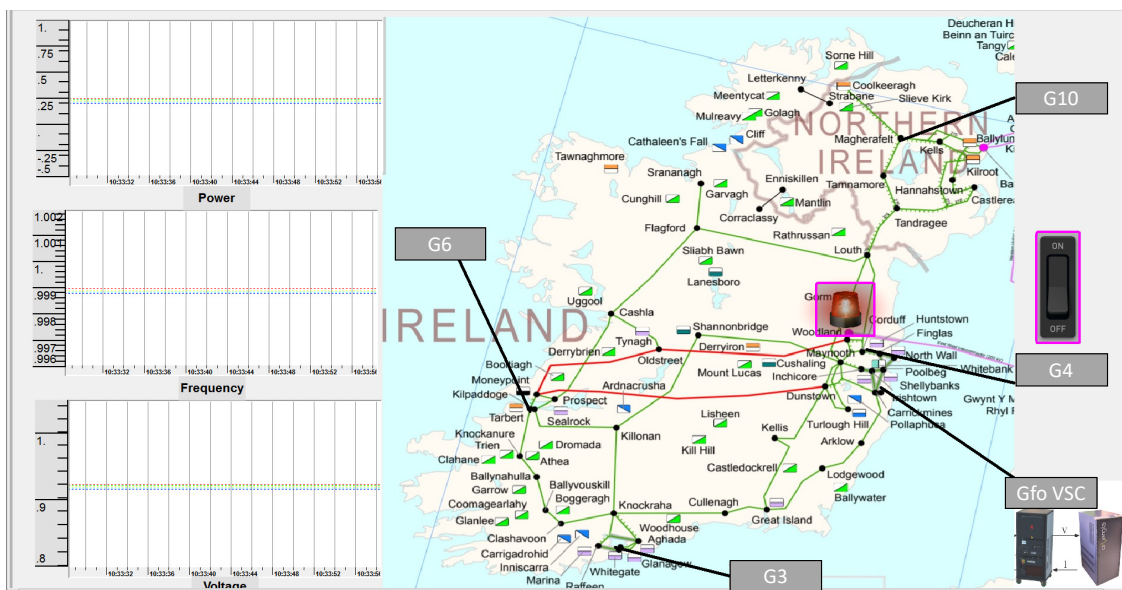 1.
.75
.5
.25
-.25
-.5
10:33:32
10:33:36
10:33:40
10:33:44
10:33:48
10:33:52
Power
1.002
1.001
1.
.999
.998
.997
.996
10:33:32
10:33:36
10:33:40
10:33:44
10:33:48
10:33:52
Frequency
1.
.9
.8
10:33:32
10:33:36
10:33:40
10:33:44
10:33:48
10:33:52
Voltage
Deucheran H
Beinn an Tuirc
Tangy
Sorne Hill
Letterkenny
Coolkeeragh
Meentycat
Strabane
Slieve Kirk
G10
Mulreavy
Golagh
NORTHERN
IRELAND
Cathaleen's Fall
Cliff
Magherafelt
Kells
Tawnaghmore
Kilroot
Srananagh
Enniskillen
Tamnamore
Hannahstown
Cunghill
Garvagh
Mantlin
Corraclassy
Tandragee
Flagford
Rathrussan
G6
Sliabh Bawn
Louth
ON
OFF
Lanesboro
Uggool
IRELAND
Cashla
Corduff
Huntstown
Shannonbridge
Woodland
Finglas
Tynagh
Derrybrien
Oldstreet
Derryiron
Maynooth
North Wall
Cushaling
Poolbeg
Whitebank
G4
Moneypoint
Mount Lucas
Inchicore
Shellybanks
Kilpaddoge
Ardnacrusha
Prospect
Dunstown
Irishtown
Gwynt Y M
Rhyl F
Tarbert
Sealrock
Lisheen
Carrickmines
Turlough Hill
Pollaphuca
Knockanure
Trien
Dromada
Killonan
Kellis
Arklow
Clahane
Athea
Kill Hill
Castledockrell
Lodgewood
Ballynahulla
Ballyvouskill
Garrow
Boggeragh
Ballywater
Gfo VSC
Coomagearlahy
Knockraha
Cullenagh
Great Island
Glanlee
Woodhouse
Clashavoon
Aghada
Carrigadrohid
Inniscarra
Glanagow
Marina
Whitegate
Raffeen
G3
V
I